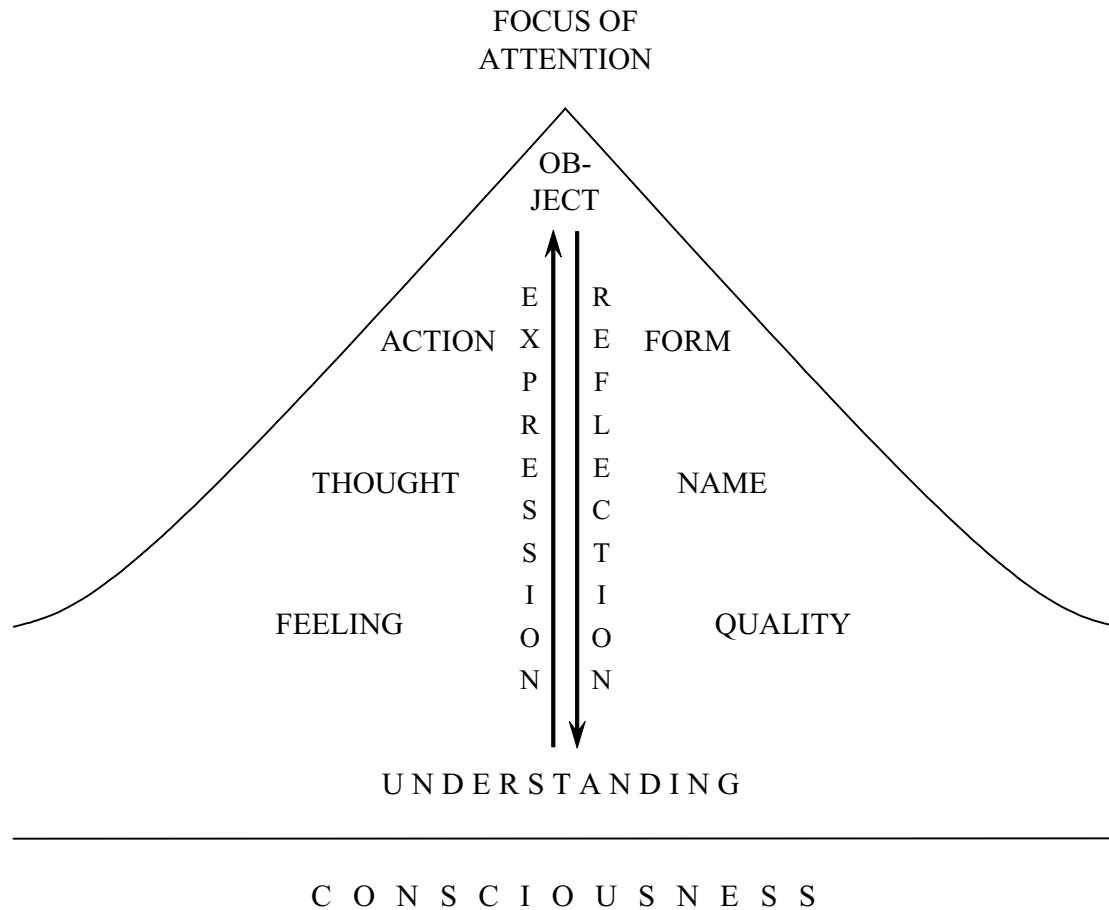 FOCUS OF
ATTENTION
OB-
JECT
EXPRESSION
REFLECTION
ACTION
FORM
THOUGHT
NAME
FEELING
QUALITY
UNDERSTANDING
CONSCIOUSNESS